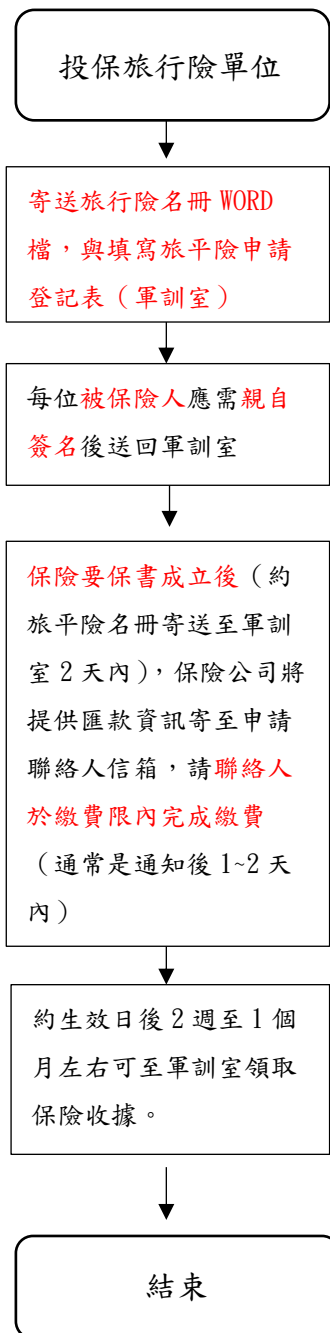 投保旅行險單位
寄送旅行險名冊 WORD
檔，與填寫旅平險申請
登記表（軍訓室）
每位被保險人應需親自
簽名後送回軍訓室
保險要保書成立後（約
旅平險名冊寄送至軍訓
室 2 天內），保險公司將
提供匯款資訊寄至申請
聯絡人信箱，請聯絡人
於繳費限內完成繳費
（通常是通知後 1~2 天
內）
約生效日後 2 週至 1 個
月左右可至軍訓室領取
保險收據。
結束